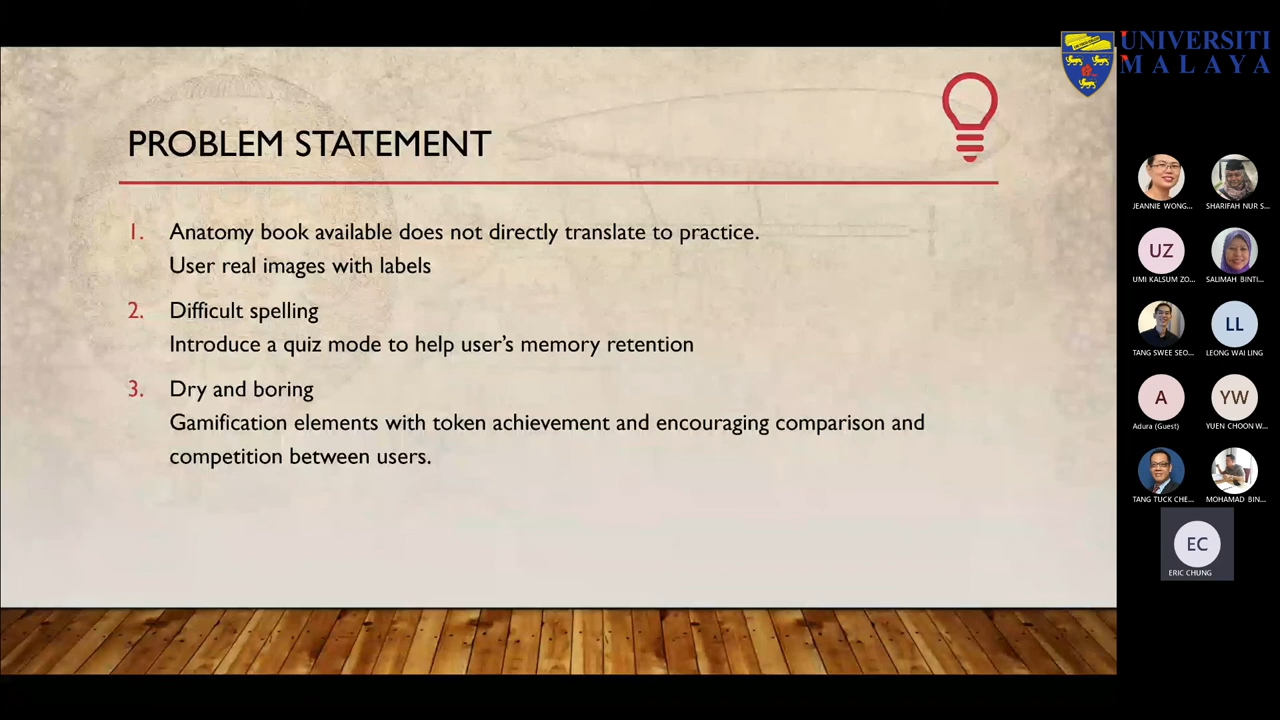 UNIVERSITI
MALAYA
PROBLEM STATEMENT
1. Anatomy book available does not directly translate to practice.
User real images with labels
2. Difficult spelling
Introduce a quiz mode to help user’s memory retention
3. Dry and boring
Gamification elements with token achievement and encouraging comparison and
competition between users.
JEANNIE WONG...
SHARIFAH NUR S...
UZ
UMI KALSUM ZO...
SALIMAH BINTI...
TANG SWEE SEO...
LL
LEONG WAI LING
A
Adura (Guest)
YW
YUEN CHOON W...
TANG TUCK CHE...
MOHAMAD BIN...
EC
ERIC CHUNG